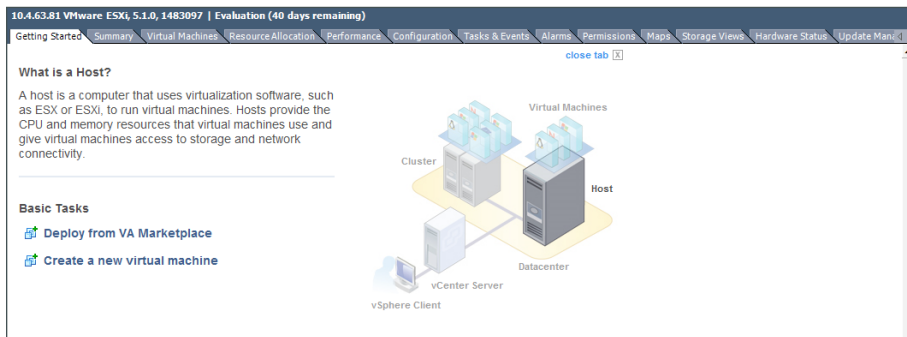 10.4.63.81 VMware ESXi, 5.1.0, 1483097 | Evaluation (40 days remaining)
Getting Started Summary Virtual Machines Resource Allocation Performance Configuration Tasks & Events Alarms Permissions Maps Storage Views Hardware Status Update Mana
close tab X
What is a Host?
A host is a computer that uses virtualization software, such
as ESX or ESXi, to run virtual machines. Hosts provide the
CPU and memory resources that virtual machines use and
give virtual machines access to storage and network
connectivity.
Virtual Machines
Cluster
Host
Basic Tasks
Deploy from VA Marketplace
Create a new virtual machine
Datacenter
vCenter Server
vSphere Client